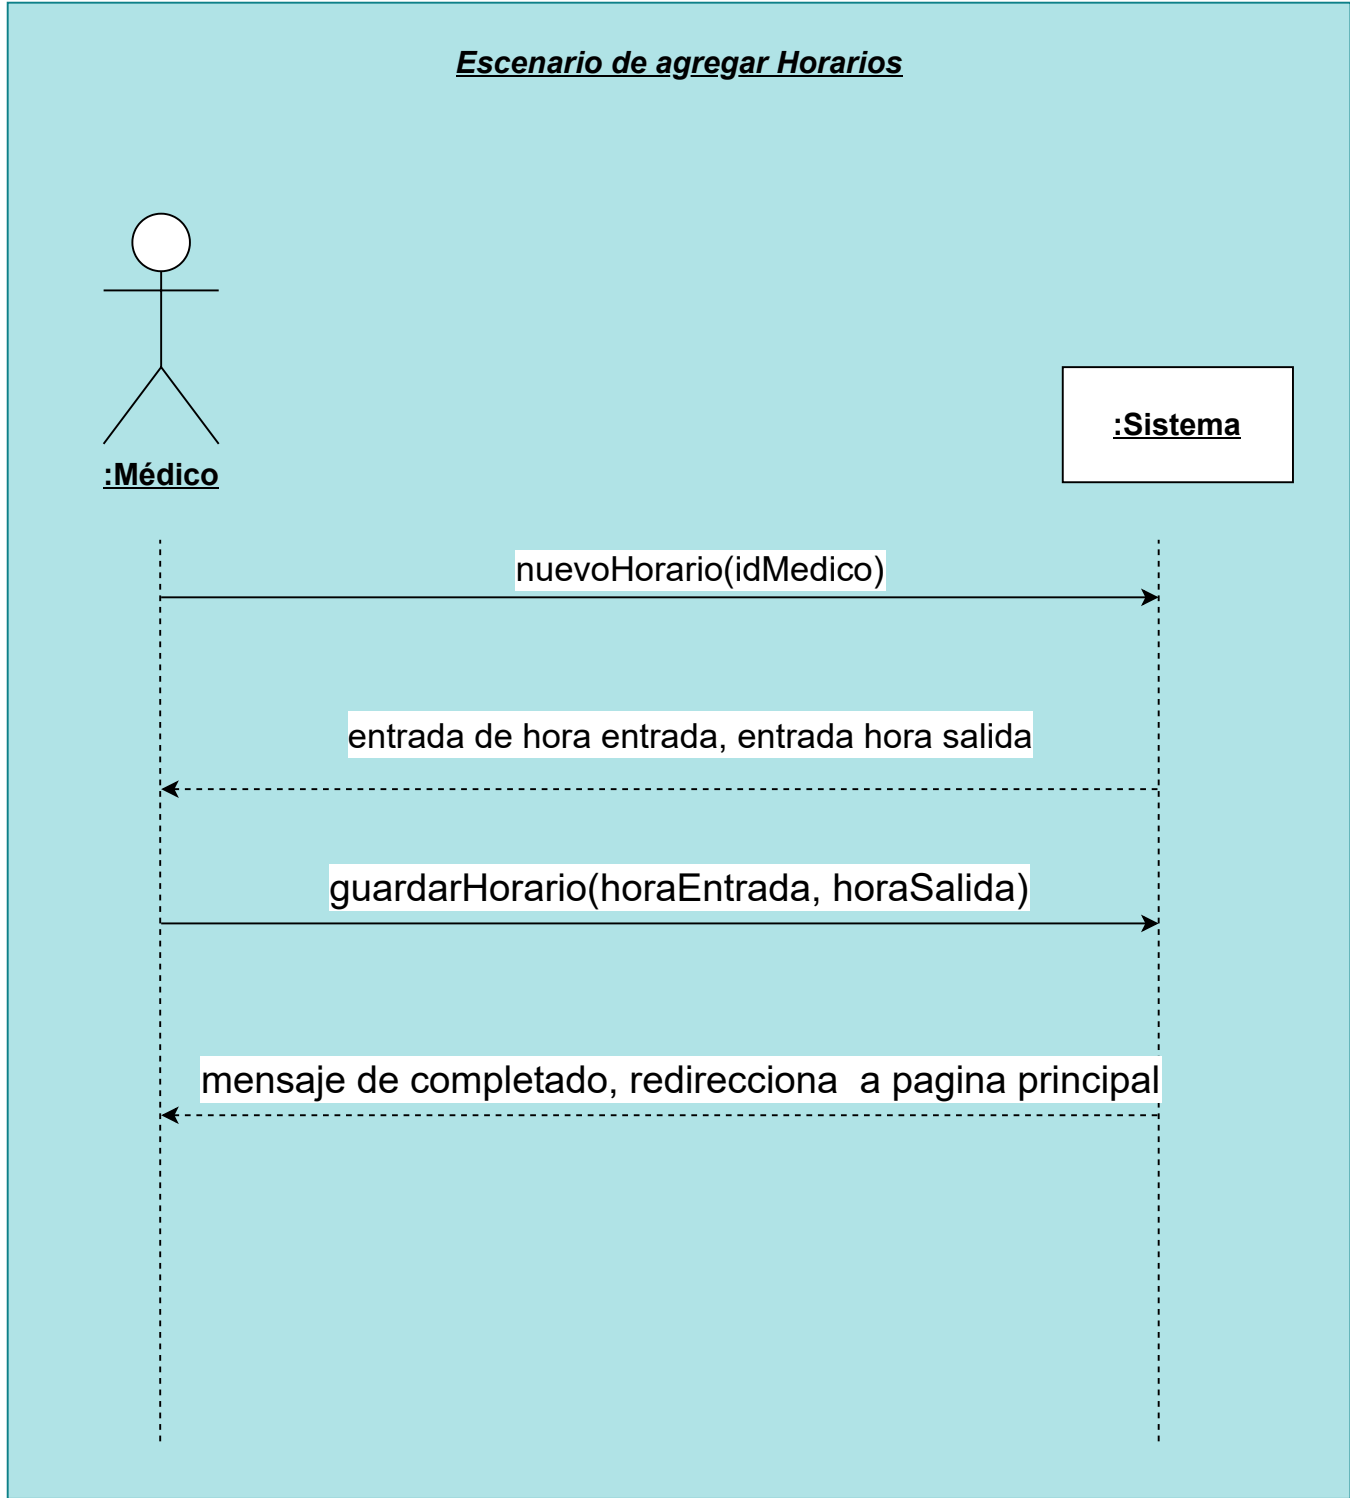 Escenario de agregar Horarios
:Médico
:Sistema
nuevoHorario(idMedico)
entrada de hora entrada, entrada hora salida
guardarHorario(horaEntrada, horaSalida)
mensaje de completado, redirecciona  a pagina principal